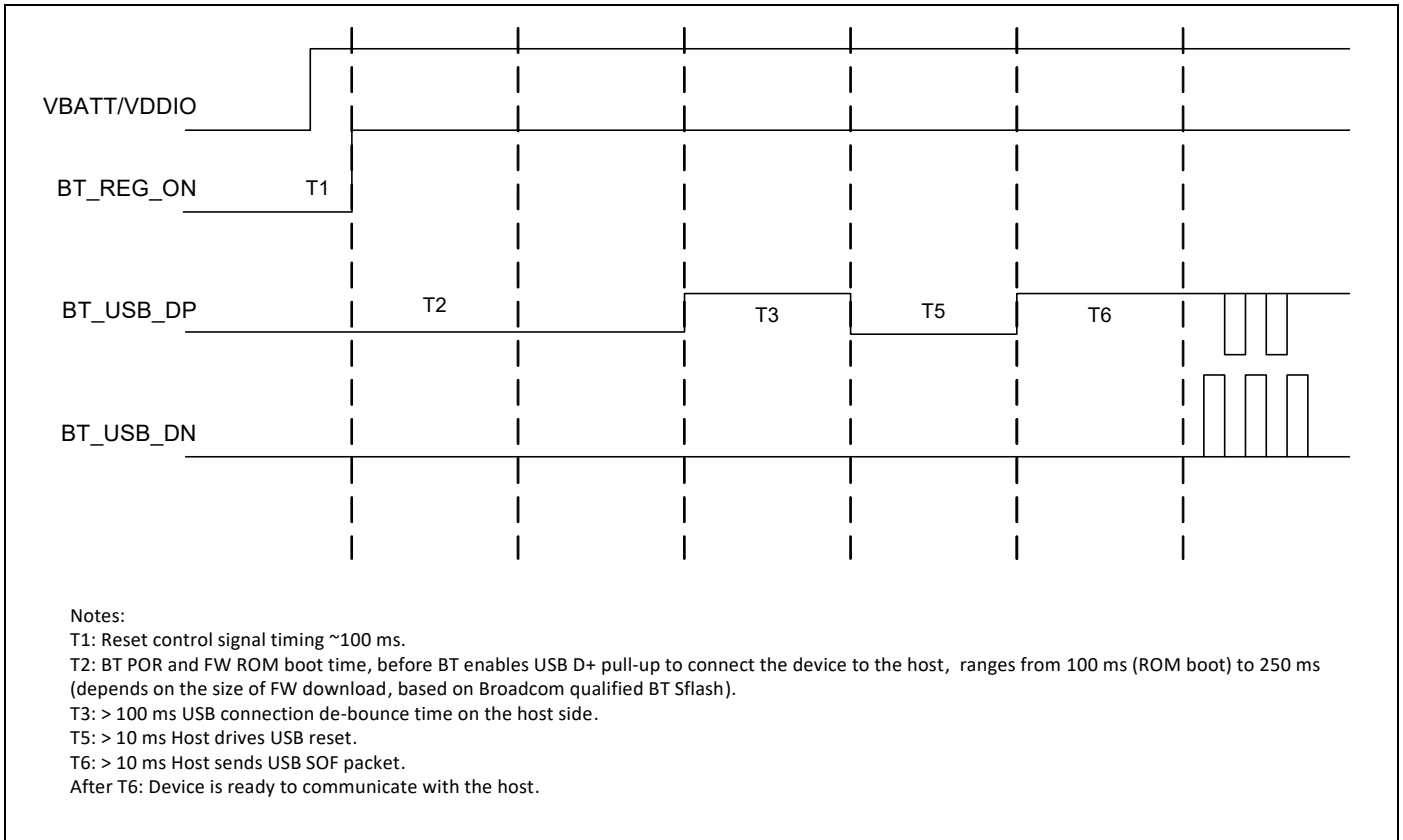 VBATT/VDDIO
BT_REG_ON T1
BT_USB_DP T2 T3 T5 T6
BT_USB_DN
Notes:
T1: Reset control signal timing ~100 ms.
T2: BT POR and FW ROM boot time, before BT enables USB D+ pull-up to connect the device to the host, ranges from 100 ms (ROM boot) to 250 ms
(depends on the size of FW download, based on Broadcom qualified BT Sflash).
T3: > 100 ms USB connection de-bounce time on the host side.
T5: > 10 ms Host drives USB reset.
T6: > 10 ms Host sends USB SOF packet.
After T6: Device is ready to communicate with the host.